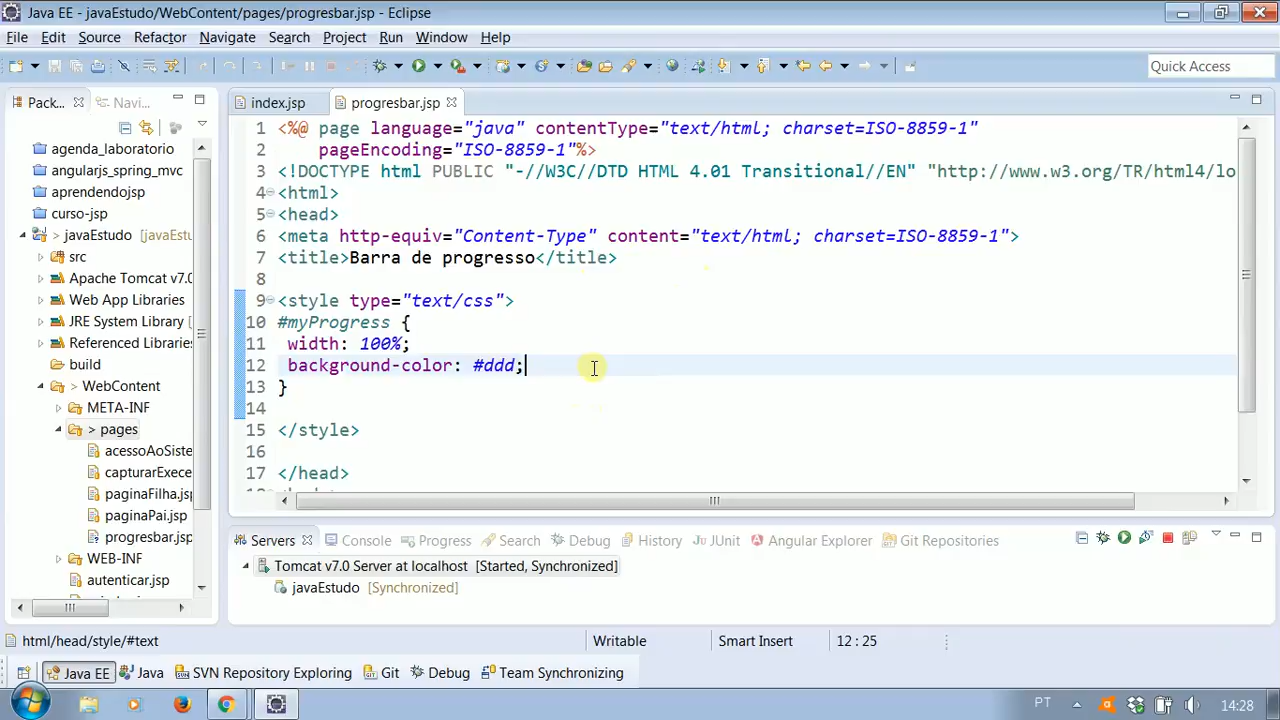 Java EE - javaEstudo/WebContent/pages/progresbar.jsp - Eclipse
File Edit Source Refactor Navigate Search Project Run Window Help
Quick Access
Pack... Navi...
index.jsp progresbar.jsp
agenda_laboratorio
angularjs_spring_mvc
aprendendojsp
curso-jsp
> javaEstudo [javaEstu
src
Apache Tomcat v7.0
Web App Libraries
JRE System Library
Referenced Libraries
build
> WebContent
META-INF
> pages
acessoAoSiste
capturarExece
paginaFilha.jsp
paginaPai.jsp
progresbar.jsp
WEB-INF
autenticar.jsp
1 <%@ page language="java" contentType="text/html; charset=ISO-8859-1"
2 pageEncoding="ISO-8859-1"%>
3 <!DOCTYPE html PUBLIC "-//W3C//DTD HTML 4.01 Transitional//EN" "http://www.w3.org/TR/html4/lo
4 <html>
5 <head>
6 <meta http-equiv="Content-Type" content="text/html; charset=ISO-8859-1">
7 <title>Barra de progresso</title>
8
9 <style type="text/css">
10 #myProgress {
11 width: 100%;
12 background-color: #ddd;
13 }
14
15 </style>
16
17 </head>
Servers Console Progress Search Debug History JUnit Angular Explorer Git Repositories
Tomcat v7.0 Server at localhost [Started, Synchronized]
javaEstudo [Synchronized]
html/head/style/#text Writable Smart Insert 12 : 25
Java EE Java SVN Repository Exploring Git Debug Team Synchronizing
PT 14:28